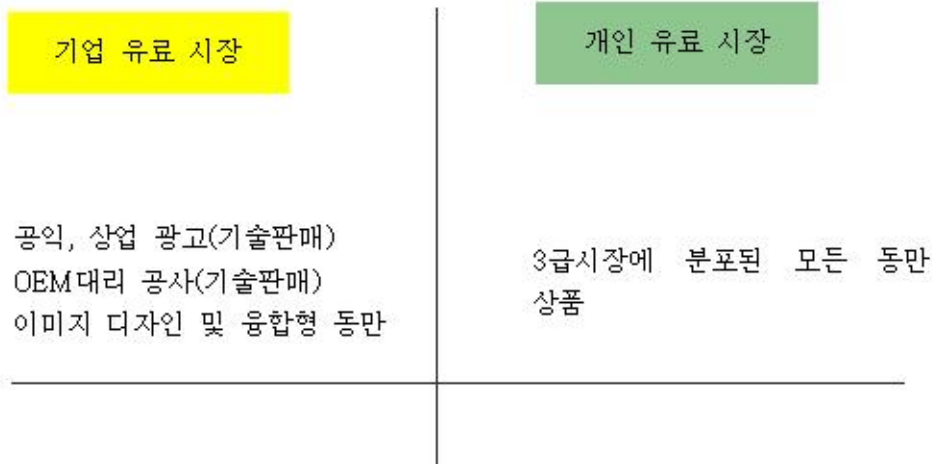 기업 유료 시장
개인 유료 시장
공익, 상업 광고(기술판매)
OEM대리 공사(기술판매)
이미지 디자인 및 융합형 동만
3급시장에 분포된 모든 동만
상품